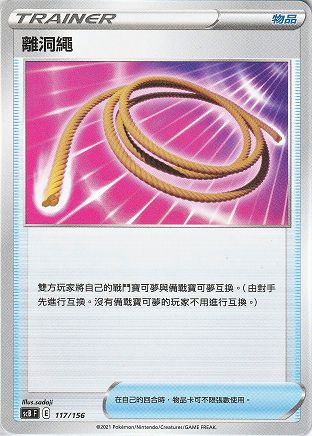 TRAINER 物品
離洞繩
雙方玩家將自己的戰鬥寶可夢與備戰寶可夢互換。(由對手
先進行互換。沒有備戰寶可夢的玩家不用進行互換。)
Illus.sadaji
scD F E 117/156
在自己的回合時,物品卡可不限張數使用。
©2021 Pokémon/Nintendo/Creatures/GAME FREAK.